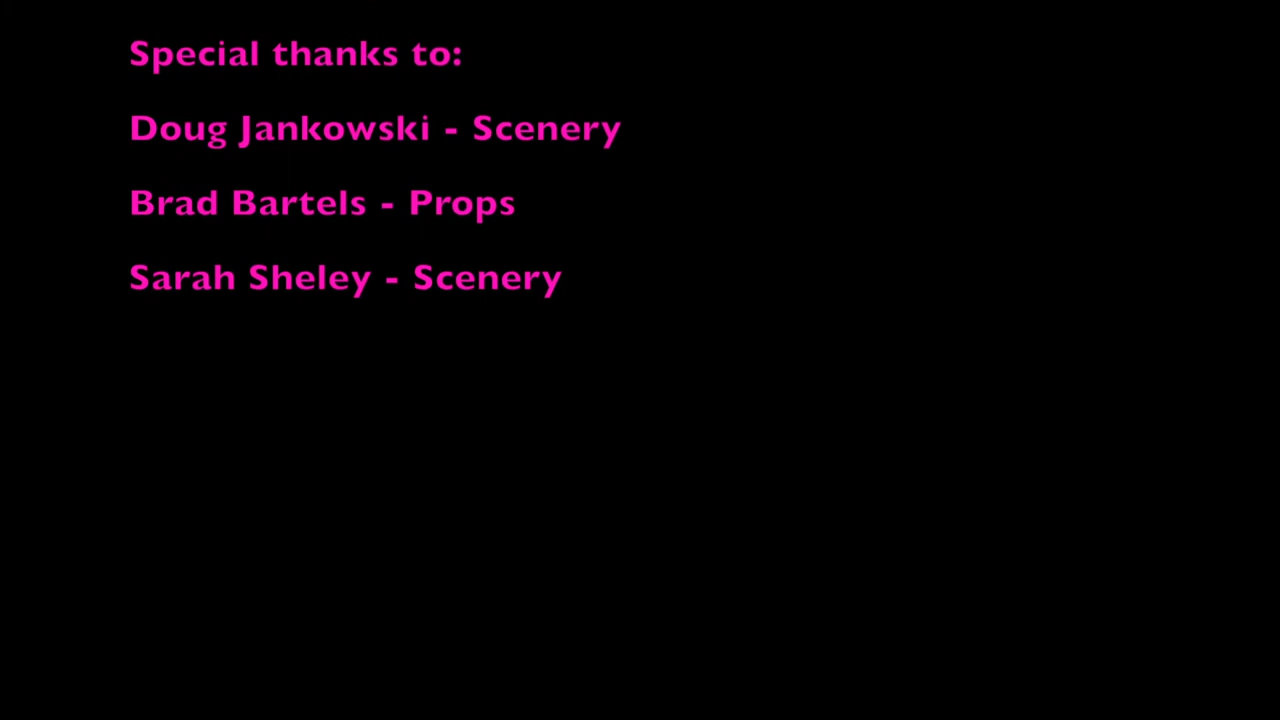 Special thanks to:
Doug Jankowski - Scenery
Brad Bartels - Props
Sarah Sheley - Scenery